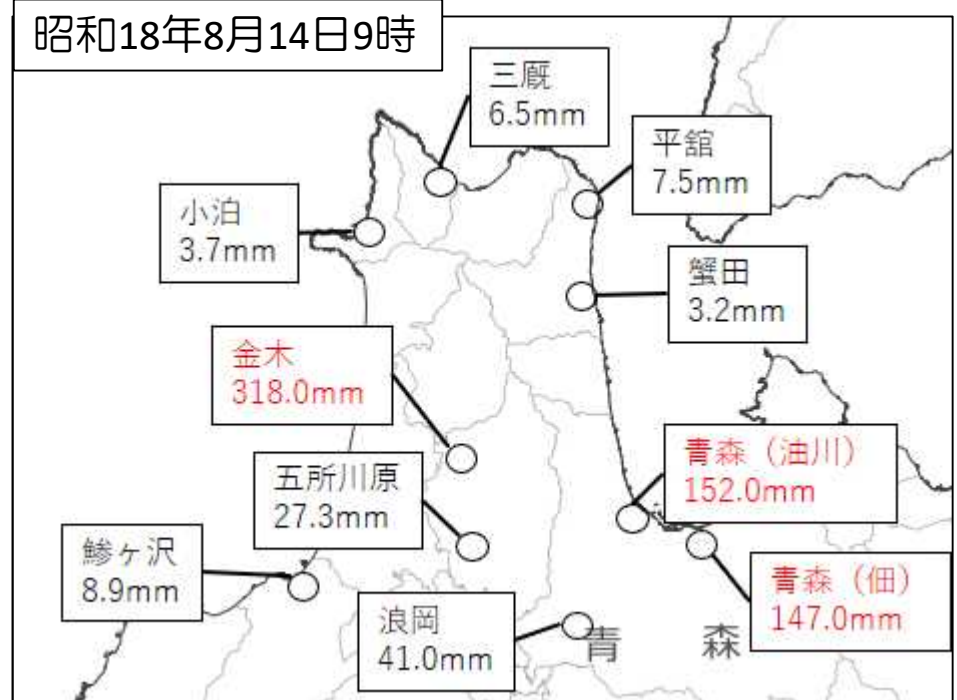 昭和18年8月14日9時
三厩
6.5mm
平舘
7.5mm
小泊
3.7mm
蟹田
3.2mm
金木
318.0mm
青森（油川）
152.0mm
五所川原
27.3mm
鰺ヶ沢
8.9mm
青森（佃）
147.0mm
浪岡
41.0mm
青　森